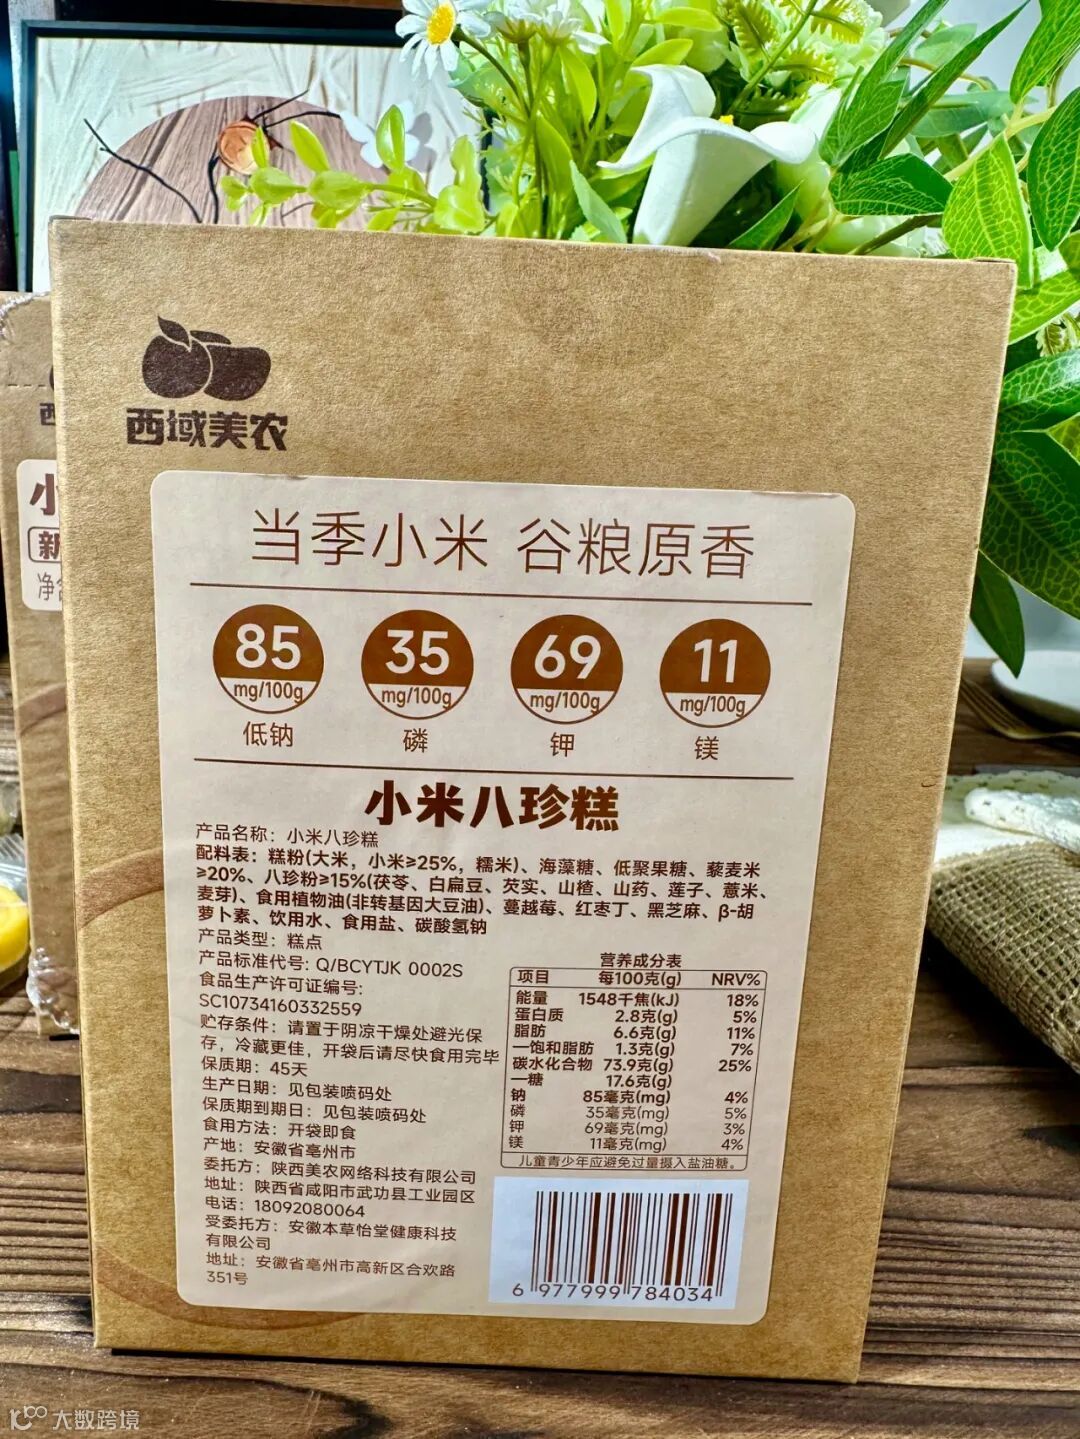 西域美农
西
小
新
净含
当季小米 谷粮原香
85
mg/100g
低钠
35
mg/100g
磷
69
mg/100g
钾
11
mg/100g
镁
小米八珍糕
产品名称：小米八珍糕
配料表：糕粉(大米，小米≥25%，糯米)、海藻糖、低聚果糖、藜麦米
≥20%、八珍粉≥15%(茯苓、白扁豆、芡实、山楂、山药、莲子、薏米、
麦芽)、食用植物油(非转基因大豆油)、蔓越莓、红枣丁、黑芝麻、β-胡
萝卜素、饮用水、食用盐、碳酸氢钠
产品类型：糕点
产品标准代号: Q/BCYTJK 0002S
食品生产许可证编号:
SC10734160332559
贮存条件：请置于阴凉干燥处避光保
存，冷藏更佳，开袋后请尽快食用完毕
保质期：45天
生产日期：见包装喷码处
保质期到期日：见包装喷码处
食用方法：开袋即食
产地：安徽省亳州市
委托方：陕西美农网络科技有限公司
地址：陕西省咸阳市武功县工业园区
电话：18092080064
受委托方：安徽本草怡堂健康科技
有限公司
地址：安徽省亳州市高新区合欢路
351号
营养成分表
项目 每100克(g) NRV%
能量 1548千焦(kJ) 18%
蛋白质 2.8克(g) 5%
脂肪 6.6克(g) 11%
—饱和脂肪 1.3克(g) 7%
碳水化合物 73.9克(g) 25%
—糖 17.6克(g)
钠 85毫克(mg) 4%
磷 35毫克(mg) 5%
钾 69毫克(mg) 3%
镁 11毫克(mg) 4%
儿童青少年应避免过量摄入盐油糖。
6 977999 784034
大数跨境